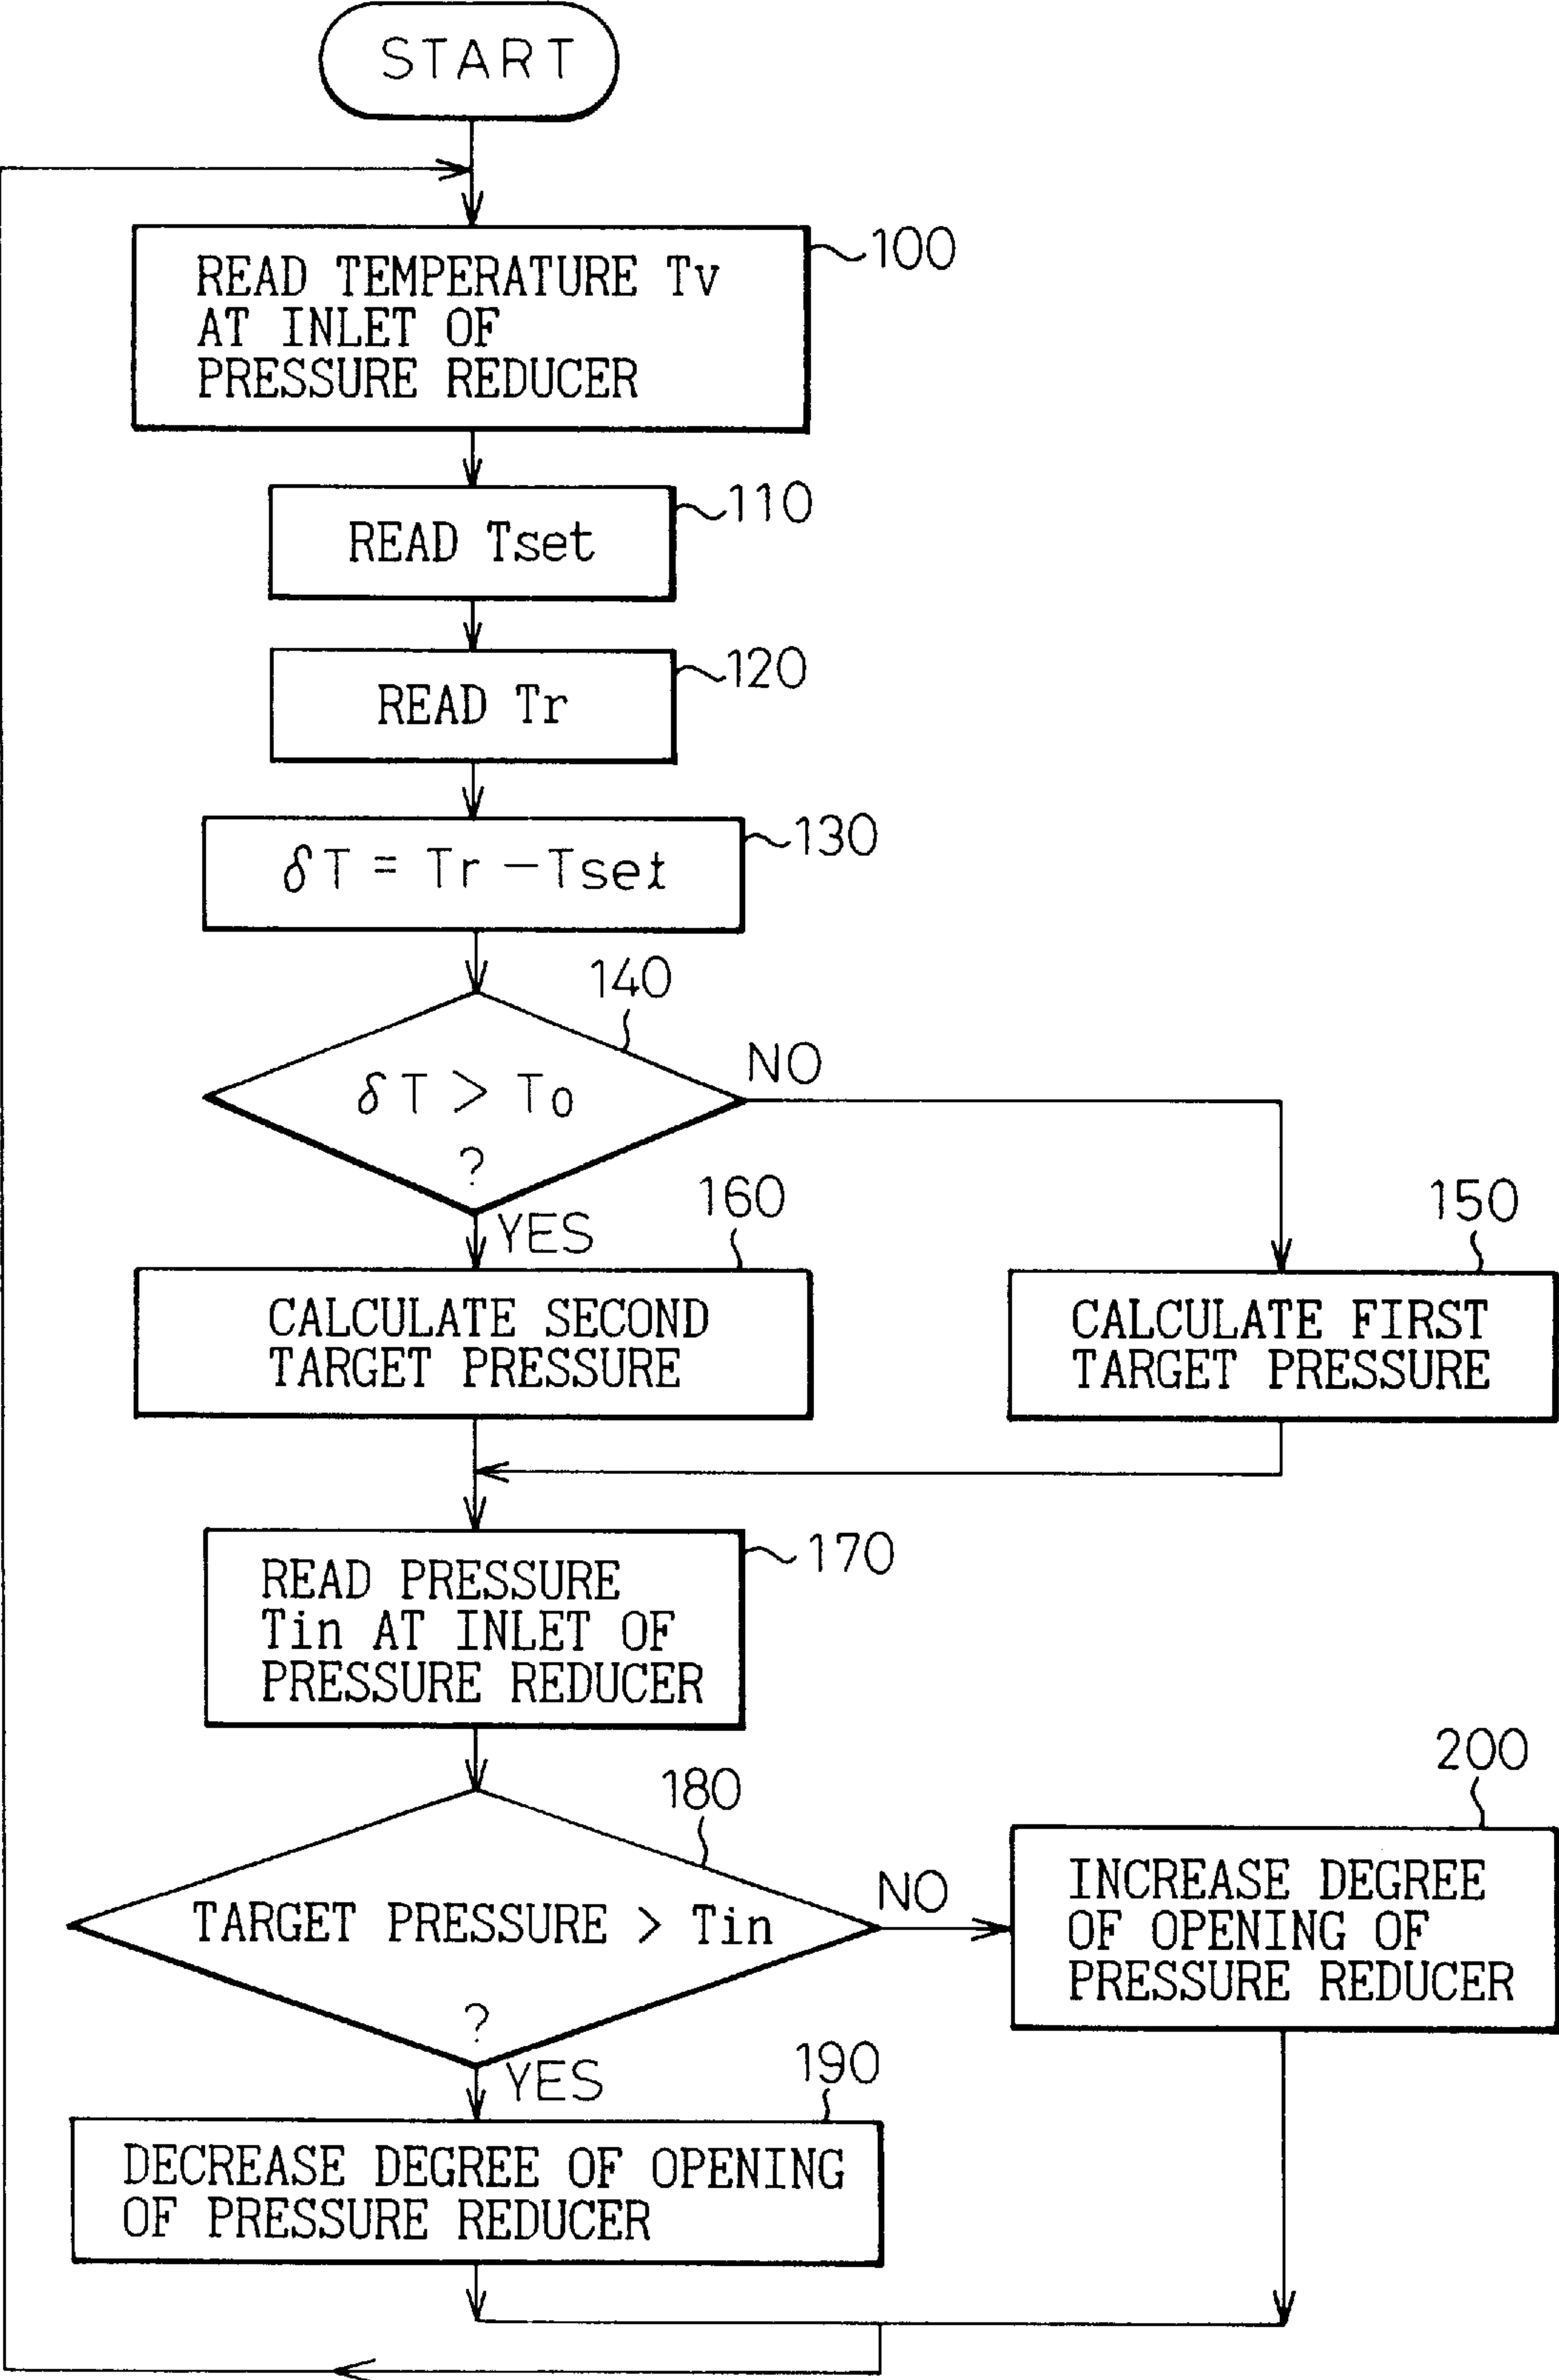 START
100
READ TEMPERATURE Tv
AT INLET OF
PRESSURE REDUCER
110
READ Tset
120
READ Tr
130
δT = Tr -Tset
140
δT > To
?
NO
YES
160
CALCULATE SECOND
TARGET PRESSURE
150
CALCULATE FIRST
TARGET PRESSURE
170
READ PRESSURE
Tin AT INLET OF
PRESSURE REDUCER
180
TARGET PRESSURE > Tin
?
NO
YES
200
INCREASE DEGREE
OF OPENING OF
PRESSURE REDUCER
190
DECREASE DEGREE OF OPENING
OF PRESSURE REDUCER